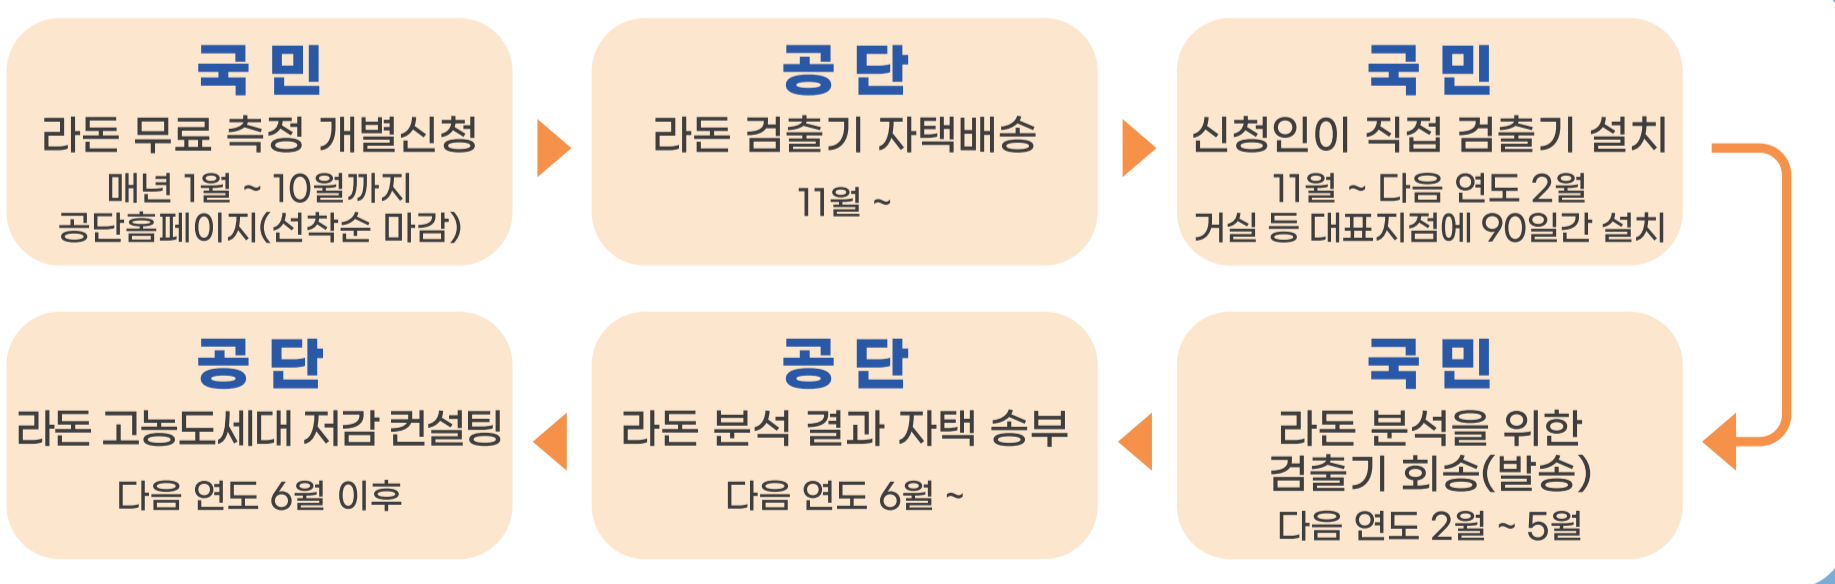 국 민
라돈 무료 측정 개별신청
매년 1월 ~ 10월까지
공단홈페이지(선착순 마감)
공 단
라돈 검출기 자택배송
11월 ~
국 민
신청인이 직접 검출기 설치
11월 ~ 다음 연도 2월
거실 등 대표지점에 90일간 설치
국 민
라돈 분석을 위한
검출기 회송(발송)
다음 연도 2월 ~ 5월
공 단
라돈 분석 결과 자택 송부
다음 연도 6월 ~
공 단
라돈 고농도세대 저감 컨설팅
다음 연도 6월 이후